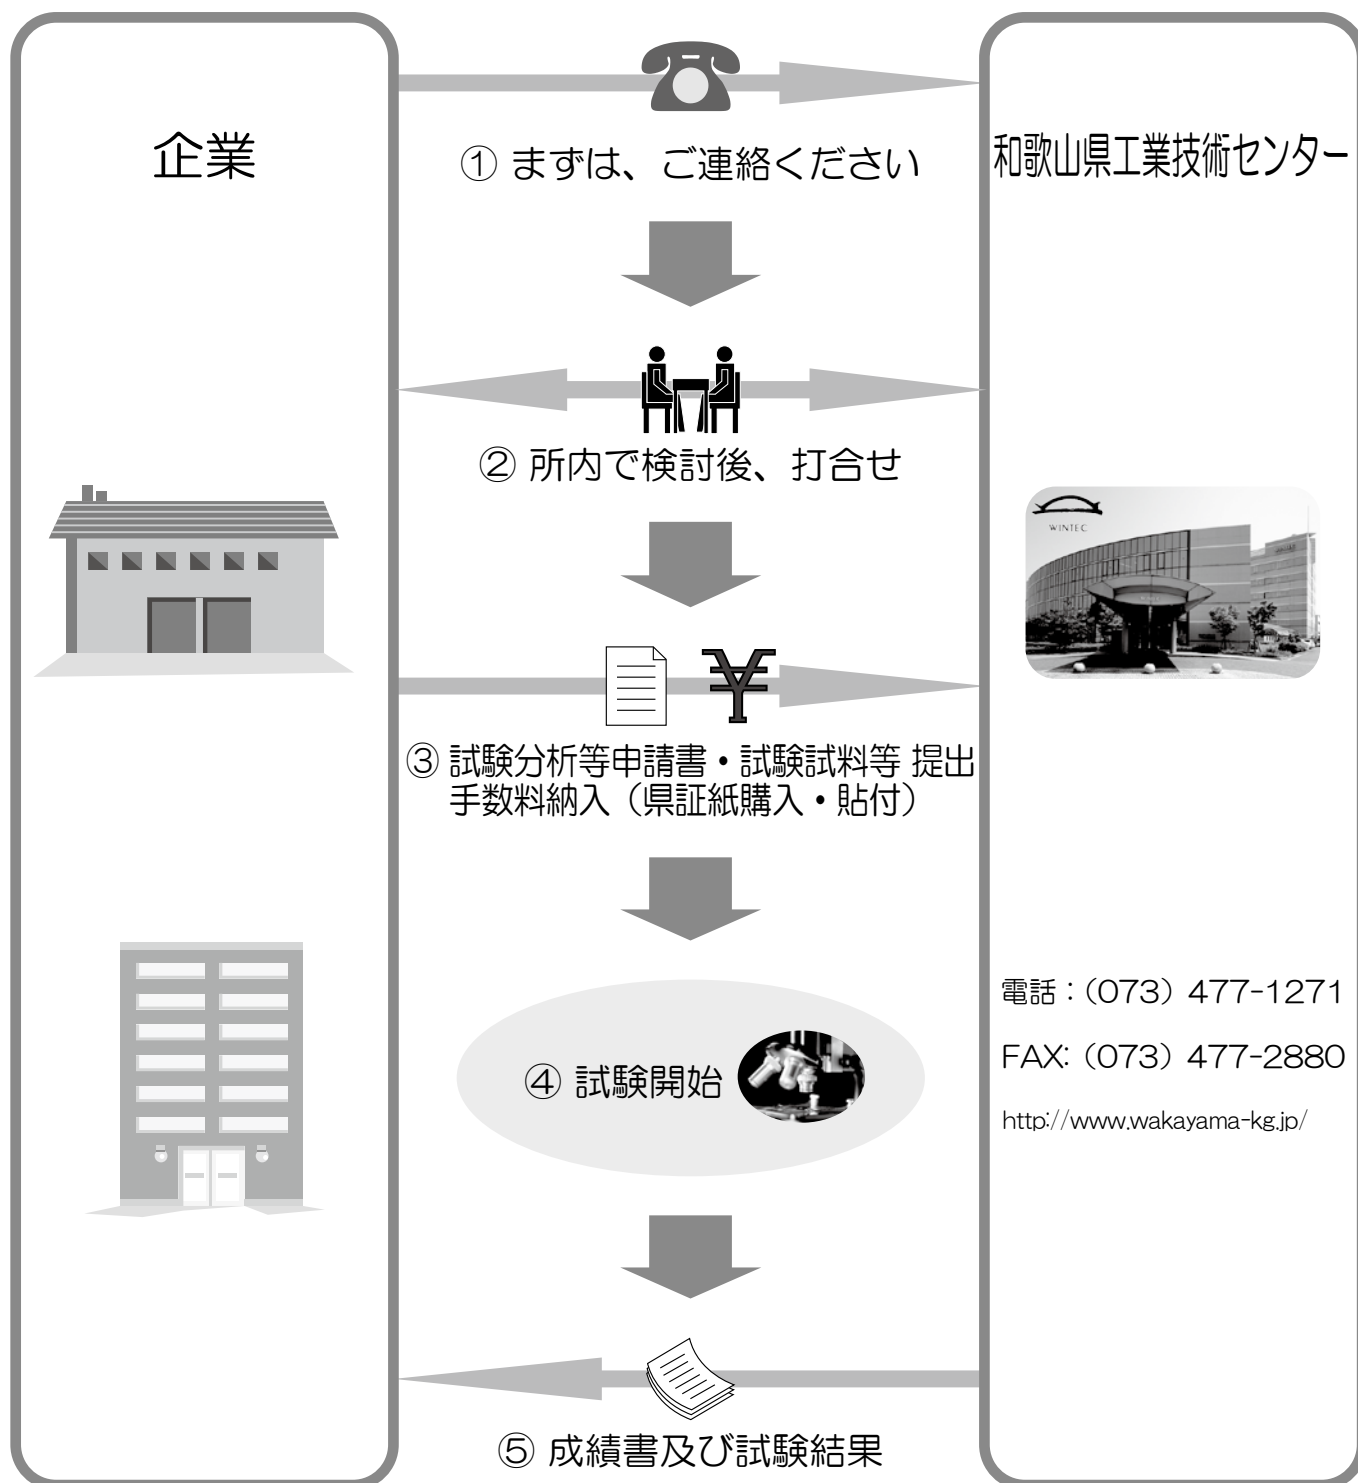 企業
① まずは、ご連絡ください
和歌山県工業技術センター
② 所内で検討後、打合せ
WINTEC
③ 試験分析等申請書・試験試料等 提出
手数料納入（県証紙購入・貼付）
④ 試験開始
電話：（073）477-1271
FAX:（073）477-2880
http://www.wakayama-kg.jp/
⑤ 成績書及び試験結果